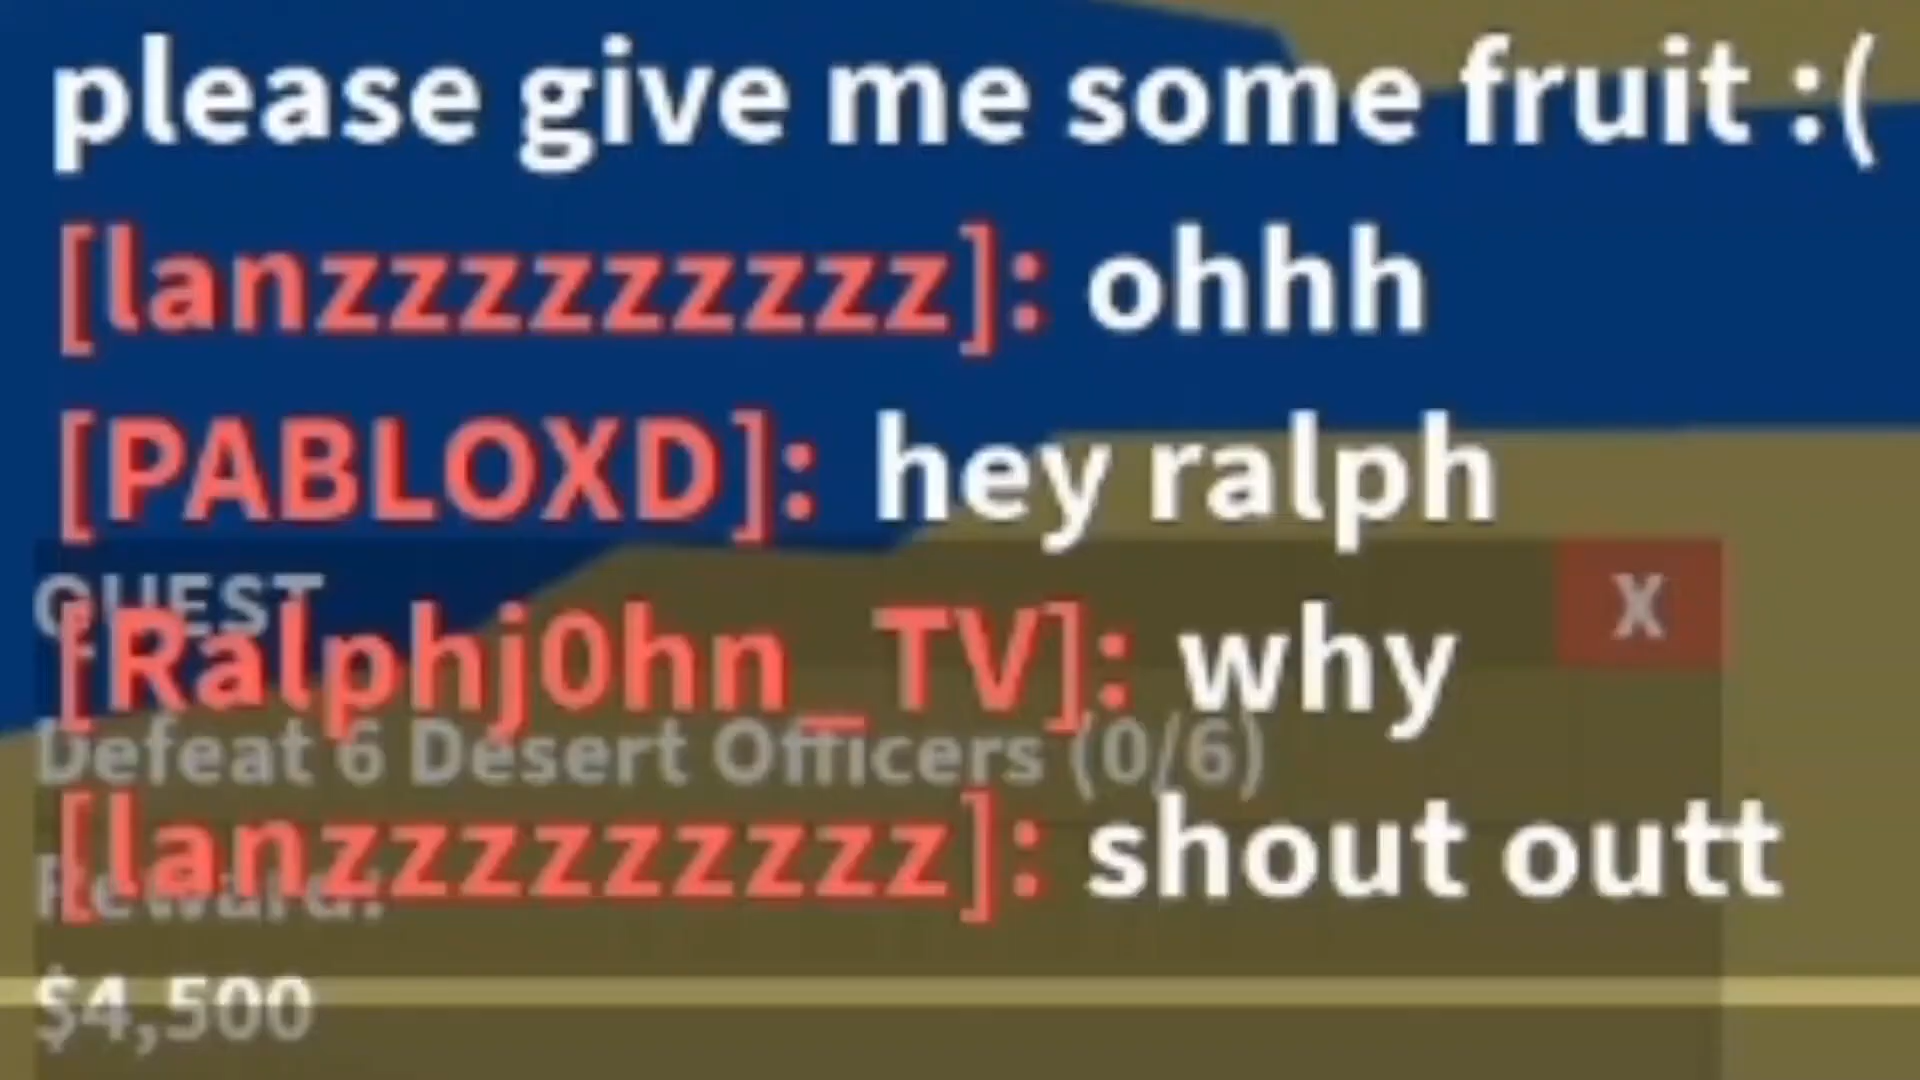 please give me some fruit :(
[lanzzzzzzzzz]: ohhh
[PABLOXD]: hey ralph
QUEST
X
[Ralphj0hn_TV]: why
Defeat 6 Desert Officers (0/6)
[lanzzzzzzzzz]: shout outt
Reward:
$4,500